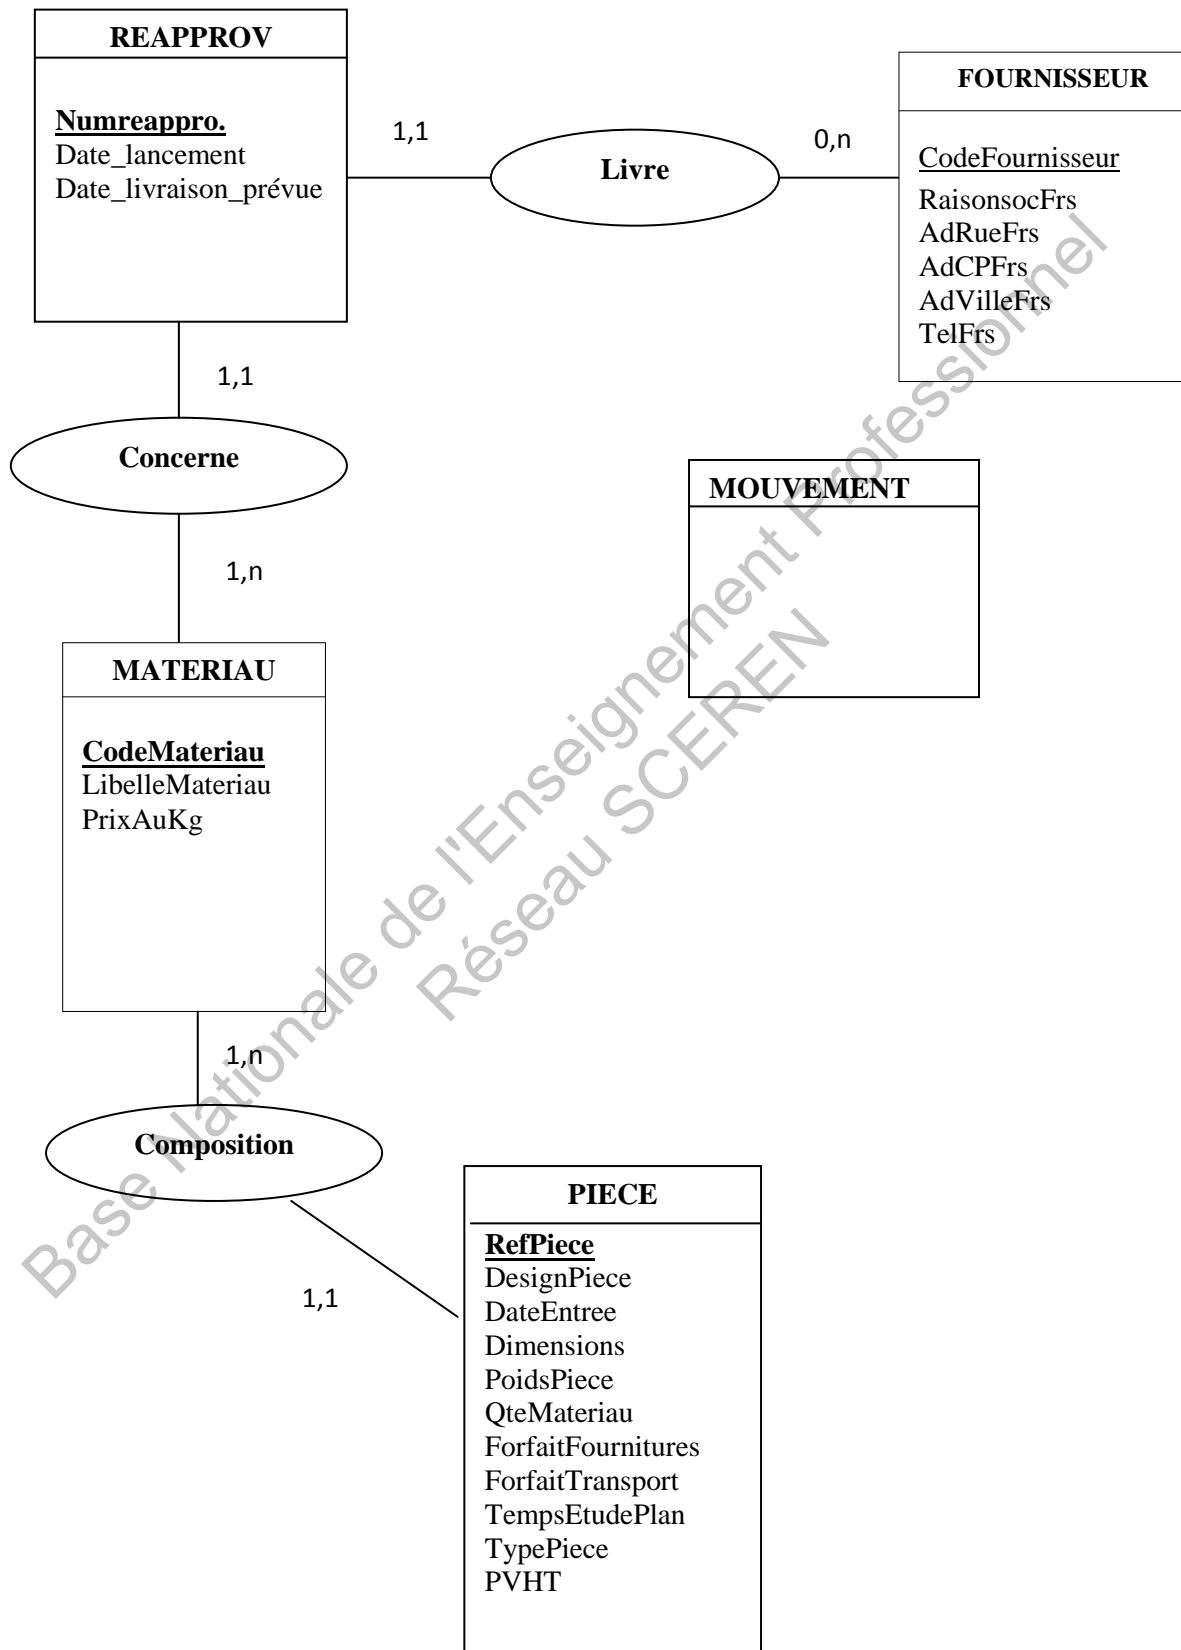 REAPPROV
Numreappro.
Date_lancement
Date_livraison_prévue
1,1
Livre
0,n
FOURNISSEUR
CodeFournisseur
RaisonsocFrs
AdRueFrs
AdCPFrs
AdVilleFrs
TelFrs
1,1
Concerne
1,n
MOUVEMENT
MATERIAU
CodeMateriau
LibelleMateriau
PrixAuKg
1,n
Composition
1,1
PIECE
RefPiece
DesignPiece
DateEntree
Dimensions
PoidsPiece
QteMateriau
ForfaitFournitures
ForfaitTransport
TempsEtudePlan
TypePiece
PVHT
Base Nationale de l'Enseignement Professionnel
Réseau SCEREN